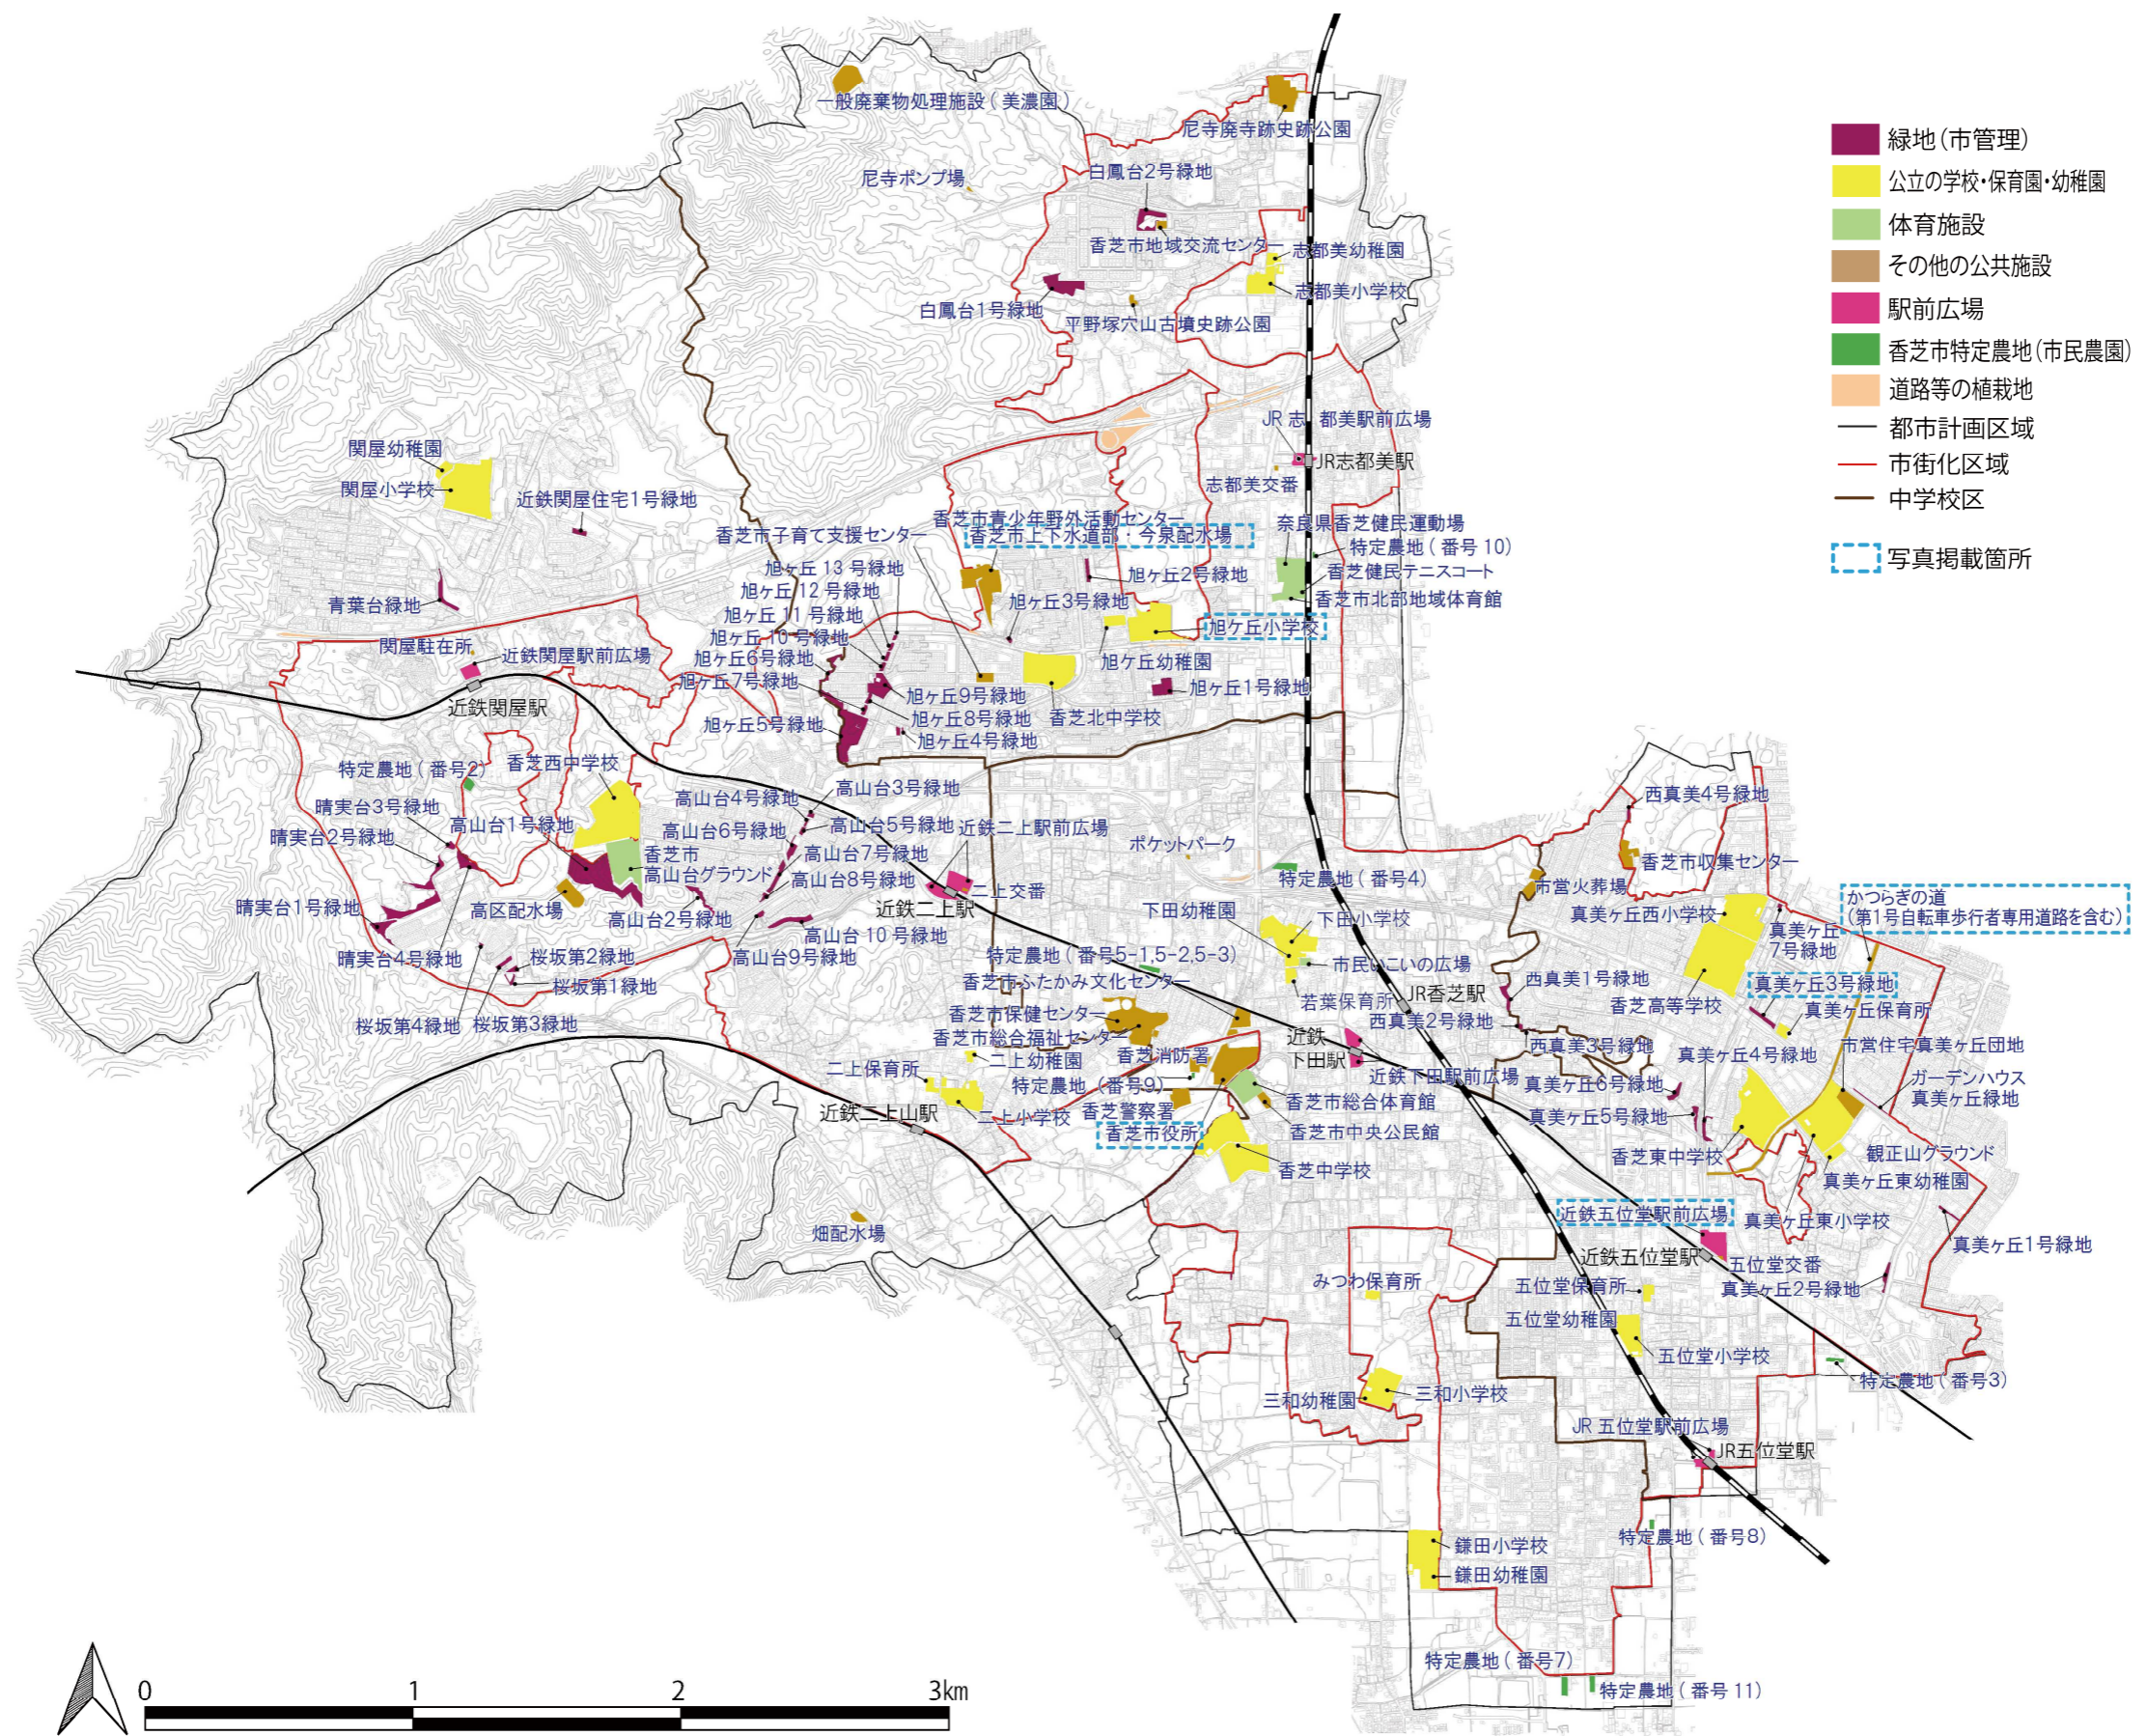 一般廃棄物処理施設 ( 美濃園 )
尼寺廃寺跡史跡公園
尼寺ポンプ場
白鳳台2号緑地
香芝市地域交流センター
志都美幼稚園
志都美小学校
白鳳台1号緑地
平野塚穴山古墳史跡公園
緑地(市管理)
公立の学校・保育園・幼稚園
体育施設
その他の公共施設
駅前広場
香芝市特定農地(市民農園)
道路等の植栽地
都市計画区域
市街化区域
中学校区
写真掲載箇所
JR 志 都美駅前広場
JR志都美駅
志都美交番
関屋幼稚園
関屋小学校
近鉄関屋住宅1号緑地
青葉台緑地
関屋駐在所
近鉄関屋駅前広場
近鉄関屋駅
香芝市青少年野外活動センター
香芝市上下水道部・今泉配水場
香芝市子育て支援センター
旭ヶ丘 13 号緑地
旭ヶ丘 12 号緑地
旭ヶ丘 11 号緑地
旭ヶ丘 10 号緑地
旭ヶ丘6号緑地
旭ヶ丘7号緑地
旭ヶ丘5号緑地
旭ヶ丘9号緑地
旭ヶ丘8号緑地
旭ヶ丘4号緑地
旭ヶ丘2号緑地
旭ヶ丘3号緑地
旭ケ丘小学校
旭ケ丘幼稚園
旭ヶ丘1号緑地
香芝北中学校
奈良県香芝健民運動場
特定農地 ( 番号 10)
香芝健民テニスコート
香芝市北部地域体育館
特定農地 ( 番号2)
香芝西中学校
晴実台3号緑地
晴実台2号緑地
高山台1号緑地
晴実台1号緑地
晴実台4号緑地
高区配水場
香芝市
高山台グラウンド
高山台2号緑地
高山台3号緑地
高山台4号緑地
高山台5号緑地
高山台6号緑地
高山台7号緑地
高山台8号緑地
高山台9号緑地
高山台 10 号緑地
桜坂第2緑地
桜坂第1緑地
桜坂第4緑地
桜坂第3緑地
近鉄二上駅前広場
二上交番
近鉄二上駅
ポケットパーク
特定農地 ( 番号4)
下田幼稚園
下田小学校
特定農地 ( 番号5-1,5-2,5-3)
市民いこいの広場
香芝市ふたかみ文化センター
若葉保育所
JR香芝駅
香芝市保健センター
香芝市総合福祉センター
香芝消防署
近鉄
下田駅
近鉄下田駅前広場
二上幼稚園
二上保育所
特定農地 (番号9)
二上小学校
近鉄二上山駅
香芝警察署
香芝市役所
香芝市総合体育館
香芝市中央公民館
香芝中学校
畑配水場
西真美4号緑地
香芝市収集センター
市営火葬場
真美ヶ丘西小学校
かつらぎの道
(第1号自転車歩行者専用道路を含む)
真美ヶ丘
7号緑地
西真美1号緑地
香芝高等学校
真美ヶ丘3号緑地
真美ヶ丘保育所
西真美2号緑地
西真美3号緑地
真美ヶ丘4号緑地
市営住宅真美ヶ丘団地
ガーデンハウス
真美ヶ丘緑地
真美ヶ丘6号緑地
真美ヶ丘5号緑地
香芝東中学校
観正山グラウンド
真美ヶ丘東幼稚園
真美ヶ丘東小学校
近鉄五位堂駅前広場
近鉄五位堂駅
五位堂交番
真美ヶ丘1号緑地
真美ヶ丘2号緑地
みつわ保育所
五位堂保育所
五位堂幼稚園
五位堂小学校
特定農地 ( 番号3)
三和幼稚園
三和小学校
JR 五位堂駅前広場
JR五位堂駅
特定農地 ( 番号8)
鎌田小学校
鎌田幼稚園
特定農地 ( 番号7)
特定農地 ( 番号 11)
0 1 2 3km